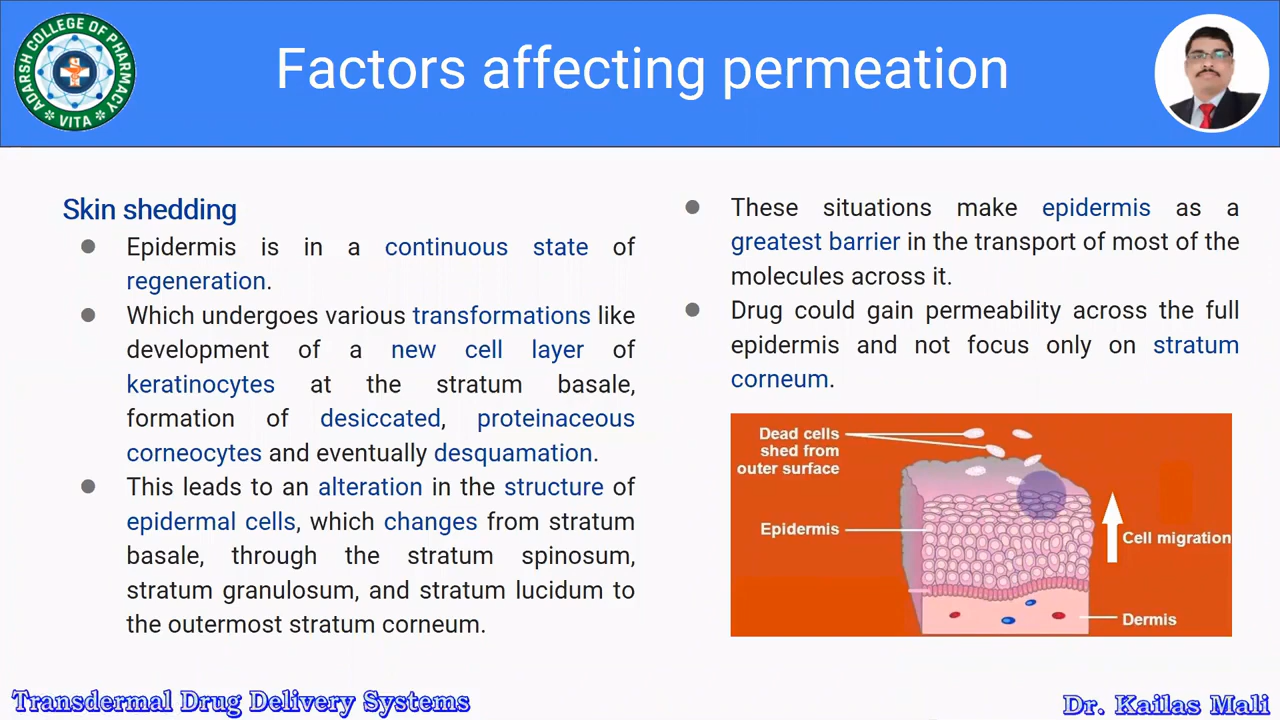 ADARSH COLLEGE OF PHARMACY
VITA
Factors affecting permeation
Skin shedding
Epidermis is in a continuous state of
regeneration.
Which undergoes various transformations like
development of a new cell layer of
keratinocytes at the stratum basale,
formation of desiccated, proteinaceous
corneocytes and eventually desquamation.
This leads to an alteration in the structure of
epidermal cells, which changes from stratum
basale, through the stratum spinosum,
stratum granulosum, and stratum lucidum to
the outermost stratum corneum.
These situations make epidermis as a
greatest barrier in the transport of most of the
molecules across it.
Drug could gain permeability across the full
epidermis and not focus only on stratum
corneum.
Dead cells
shed from
outer surface
Epidermis
Cell migration
Dermis
Transdermal Drug Delivery Systems
Dr. Kailas Mali